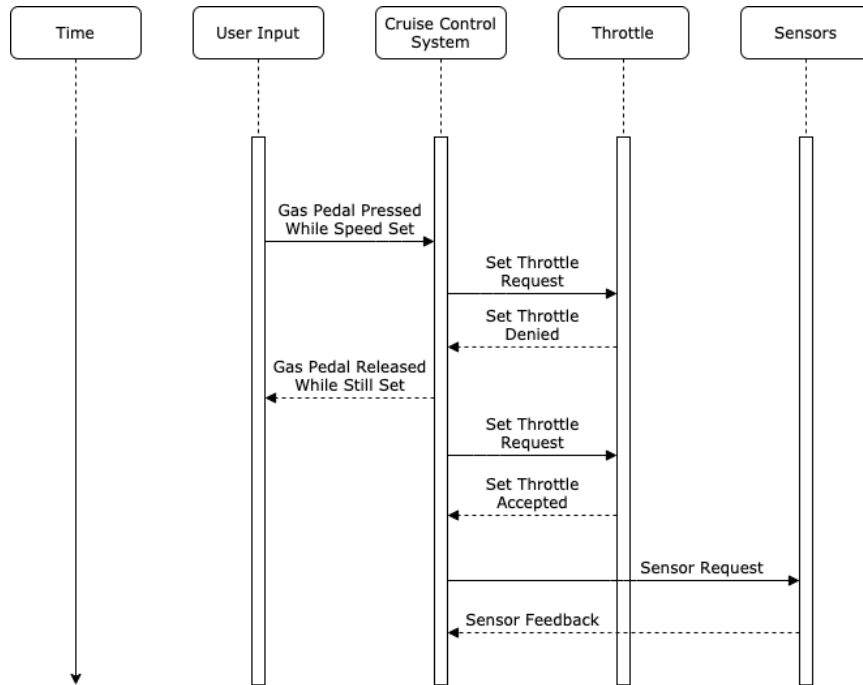 Time
User Input
Cruise Control
System
Throttle
Sensors
Gas Pedal Pressed
While Speed Set
Set Throttle
Request
Set Throttle
Denied
Gas Pedal Released
While Still Set
Set Throttle
Request
Set Throttle
Accepted
Sensor Request
Sensor Feedback